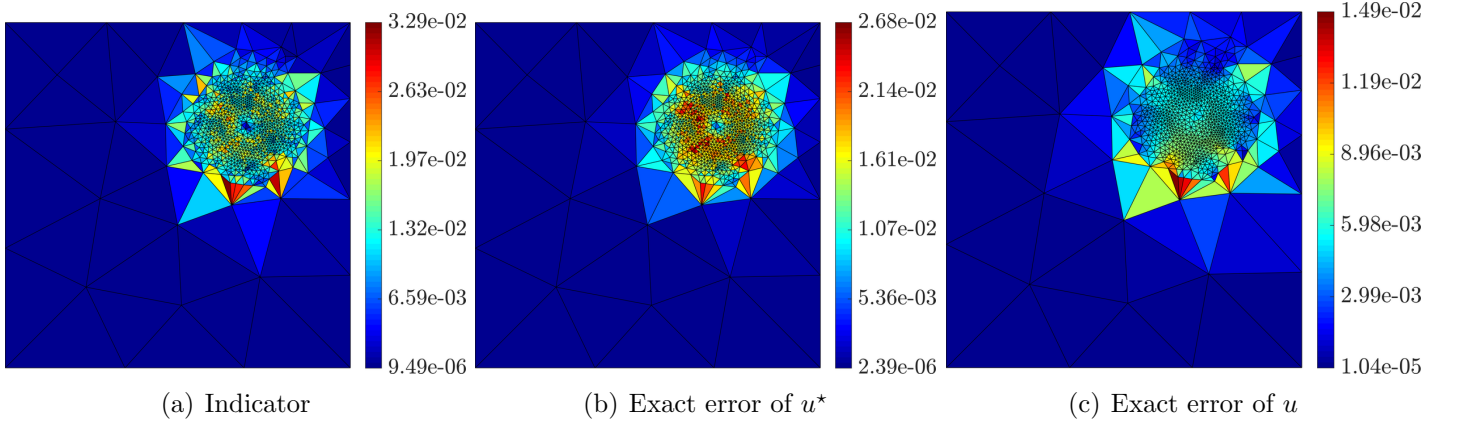 3.29e-02
2.63e-02
1.97e-02
1.32e-02
6.59e-03
9.49e-06
(a) Indicator
2.68e-02
2.14e-02
1.61e-02
1.07e-02
5.36e-03
2.39e-06
(b) Exact error of u⋆
1.49e-02
1.19e-02
8.96e-03
5.98e-03
2.99e-03
1.04e-05
(c) Exact error of u